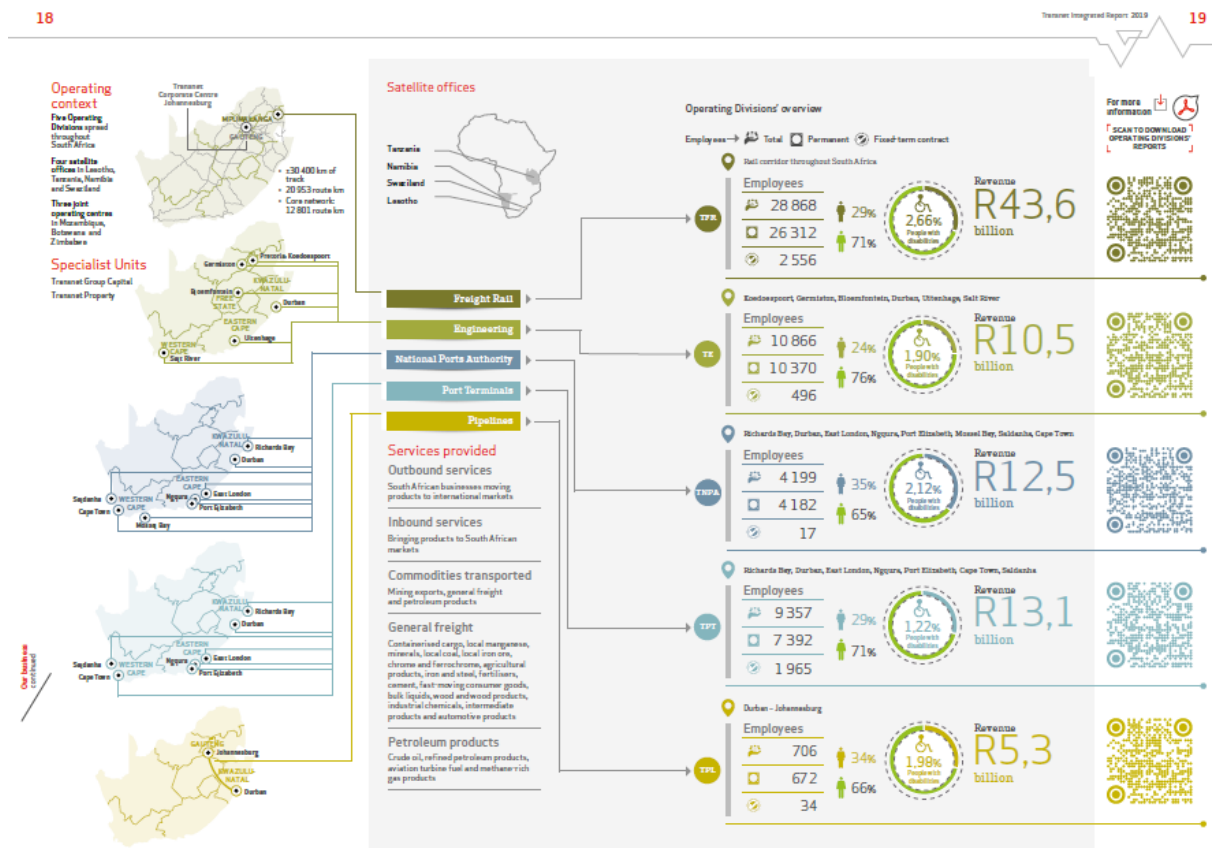 18
Transnet Integrated Report 2019
19
Operating
context
Five Operating
Divisions spread
throughout
South Africa
Four satellite
offices in Lesotho,
Tanzania, Namibia
and Swaziland
Three joint
operating centres
in Mozambique,
Botswana and
Zimbabwe
Specialist Units
Transnet Group Capital
Transnet Property
Transnet
Corporate Centre
Johannesburg
MPUMALANGA
GAUTENG
±30 400 km of
track
20 953 route km
Core network:
12 801 route km
Pretoria: Koedoespoort
Germiston
Bloemfontein
KWAZULU-
NATAL
FREE
STATE
Durban
EASTERN
CAPE
Uitenhage
WESTERN
CAPE
Salt River
KWAZULU-
NATAL
Richards Bay
Durban
EASTERN
CAPE
East London
Ngqura
Port Elizabeth
Saldanha
WESTERN
CAPE
Cape Town
Mossel Bay
KWAZULU-
NATAL
Richards Bay
Durban
EASTERN
CAPE
East London
Ngqura
Port Elizabeth
Saldanha
WESTERN
CAPE
Cape Town
GAUTENG
Johannesburg
KWAZULU-
NATAL
Durban
Our business
continued
Satellite offices
Tanzania
Namibia
Swaziland
Lesotho
Freight Rail
Engineering
National Ports Authority
Port Terminals
Pipelines
Services provided
Outbound services
South African businesses moving
products to international markets
Inbound services
Bringing products to South African
markets
Commodities transported
Mining exports, general freight
and petroleum products
General freight
Containerised cargo, local manganese,
minerals, local coal, local iron ore,
chrome and ferrochrome, agricultural
products, iron and steel, fertilisers,
cement, fast-moving consumer goods,
bulk liquids, wood and wood products,
industrial chemicals, intermediate
products and automotive products
Petroleum products
Crude oil, refined petroleum products,
aviation turbine fuel and methane-rich
gas products
Operating Divisions' overview
Employees Total Permanent Fixed-term contract
For more
information
SCAN TO DOWNLOAD
OPERATING DIVISIONS'
REPORTS
Rail corridor throughout South Africa
TFR
Employees
28 868
26 312
2 556
29%
71%
2,66%
People with
disabilities
Revenue
R43,6
billion
Koedoespoort, Germiston, Bloemfontein, Durban, Uitenhage, Salt River
TE
Employees
10 866
10 370
496
24%
76%
1,90%
People with
disabilities
Revenue
R10,5
billion
Richards Bay, Durban, East London, Ngqura, Port Elizabeth, Mossel Bay, Saldanha, Cape Town
TNPA
Employees
4 199
4 182
17
35%
65%
2,12%
People with
disabilities
Revenue
R12,5
billion
Richards Bay, Durban, East London, Ngqura, Port Elizabeth, Cape Town, Saldanha
TPT
Employees
9 357
7 392
1 965
29%
71%
1,22%
People with
disabilities
Revenue
R13,1
billion
Durban – Johannesburg
TPL
Employees
706
672
34
34%
66%
1,98%
People with
disabilities
Revenue
R5,3
billion